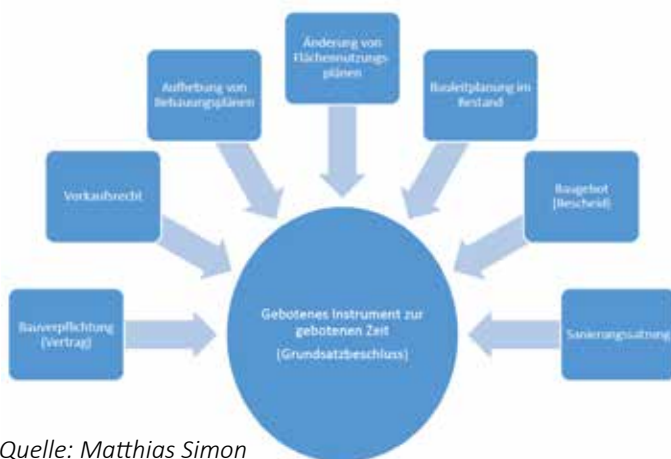 Änderung von
Flächennutzungs-
plänen
Aufhebung von
Bebauungsplänen
Bauleitplanung im
Bestand
Vorkaufsrecht
Baugebot
(Bescheid)
Bauverpflichtung
(Vertrag)
Gebotenes Instrument zur
gebotenen Zeit
(Grundsatzbeschluss)
Sanierungssatzung
Quelle: Matthias Simon